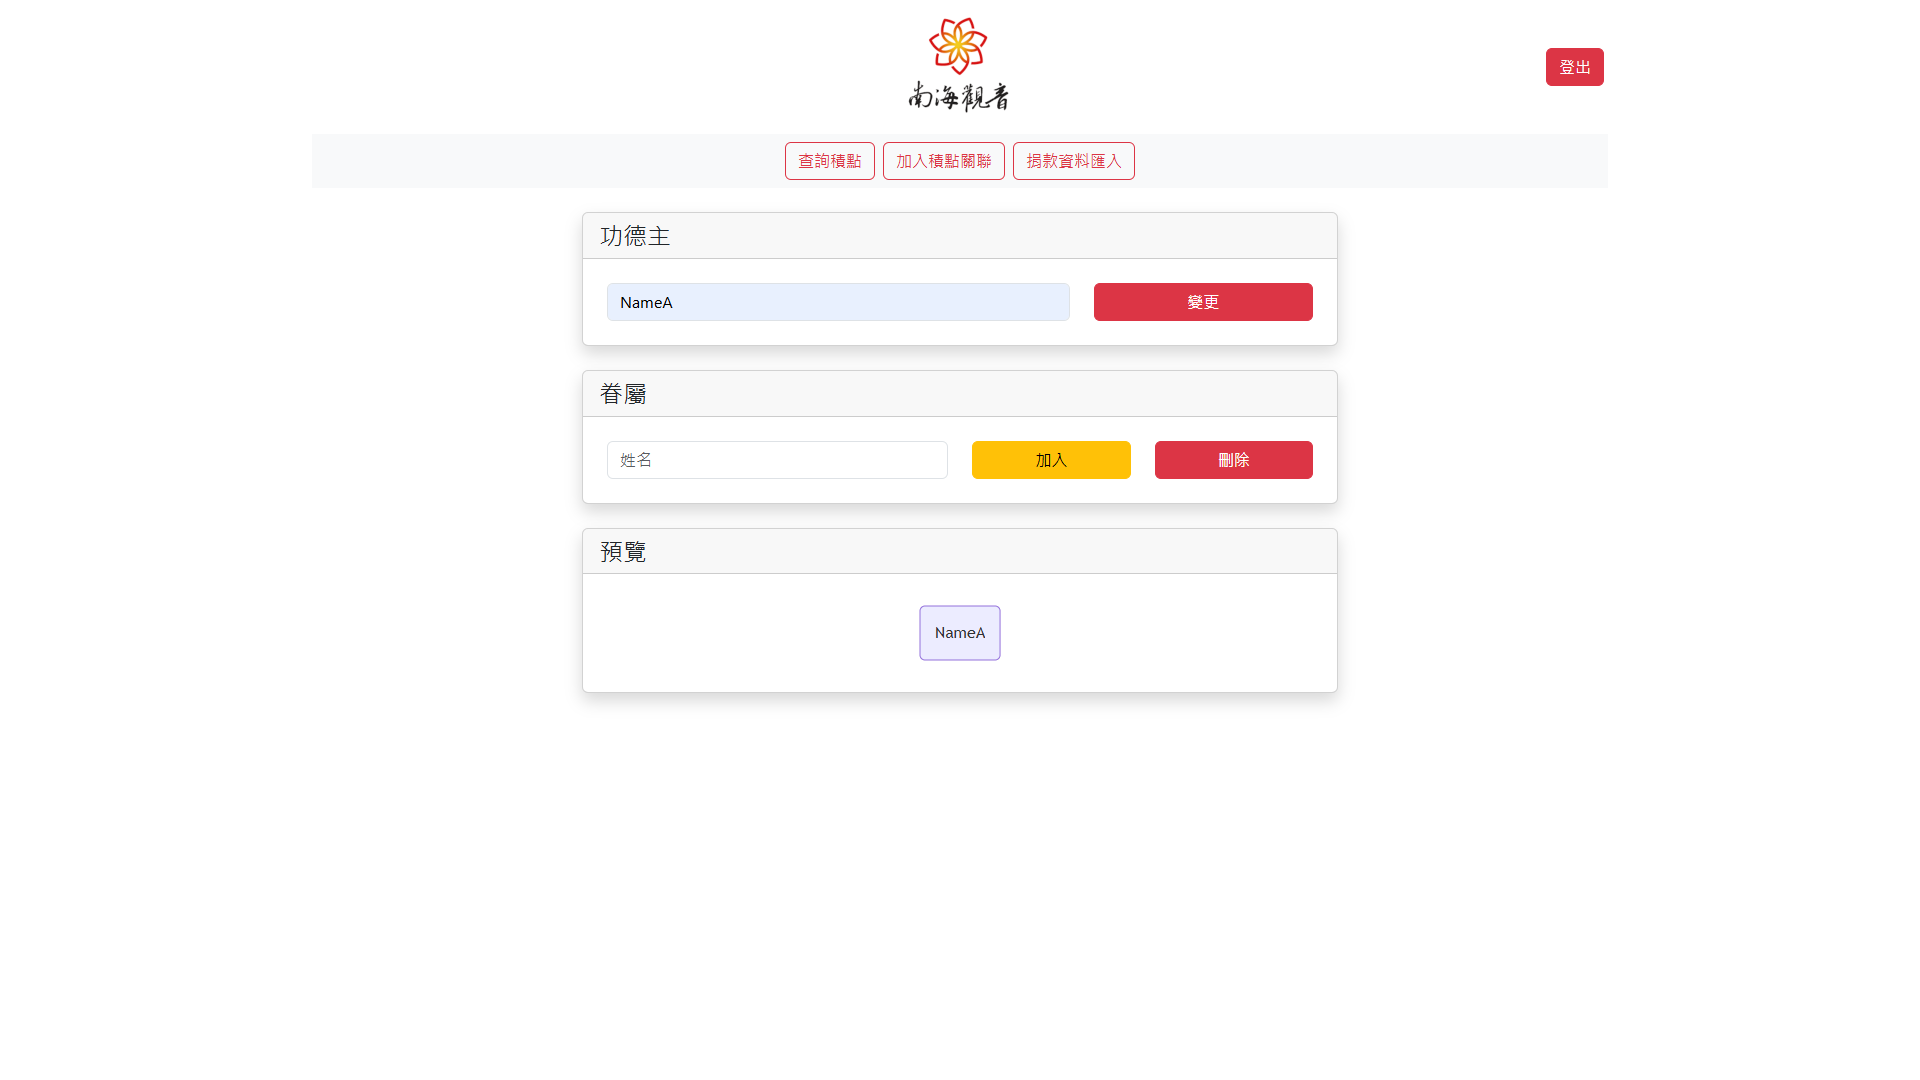 南海觀音
登出
查詢積點 加入積點關聯 捐款資料匯入
功德主
NameA 變更
眷屬
姓名 加入 刪除
預覽
NameA